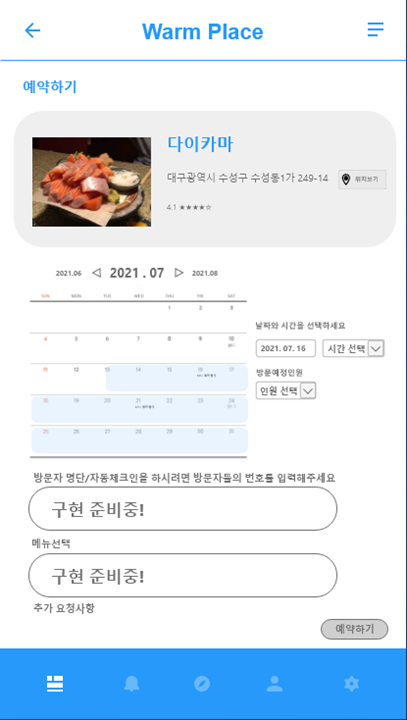 Warm Place
예약하기
다이카마
대구광역시 수성구 수성동1가 249-14
위치보기
4.1 ★★★★☆
2021.06 ◁ 2021 . 07 ▷ 2021.08
SUN MON TUE WED THU FRI SAT
1 2 3
4 5 6 7 8 9 10
11 12 13 14 15 16 17
18 19 20 21 22 23 24
25 26 27 28 29 30 31
날짜와 시간을 선택하세요
2021. 07. 16 시간 선택
방문예정인원
인원 선택
방문자 명단/자동체크인을 하시려면 방문자들의 번호를 입력해주세요
구현 준비중!
메뉴선택
구현 준비중!
추가 요청사항
예약하기